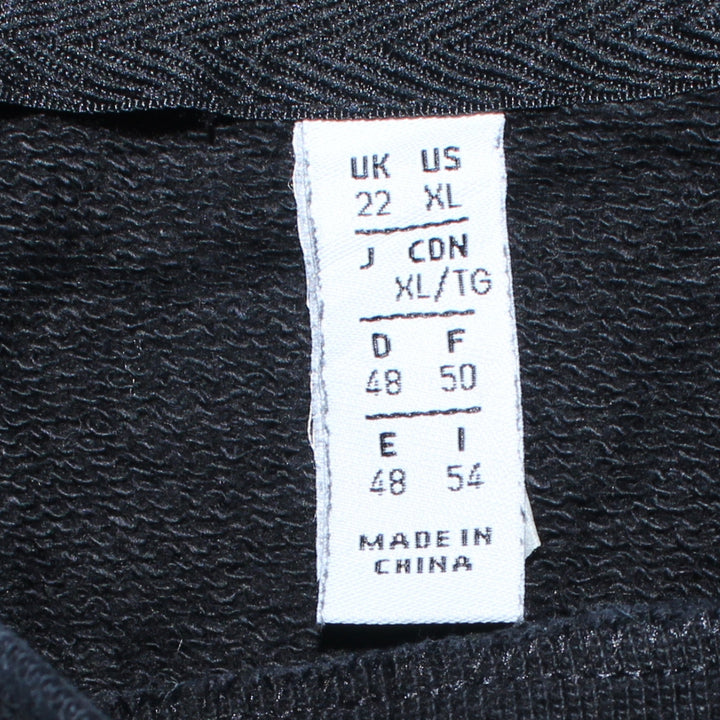 UK US
22 XL
J CDN
XL/TG
D F
48 50
E I
48 54
MADE IN
CHINA